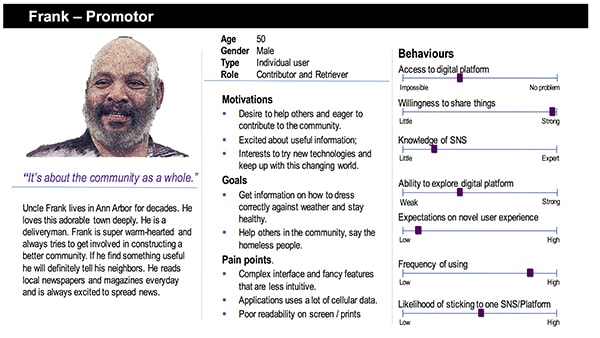 Frank – Promotor
"It's about the community as a whole."
Uncle Frank lives in Ann Arbor for decades. He
loves this adorable town deeply. He is a
deliveryman. Frank is super warm-hearted and
always tries to get involved in constructing a
better community. If he find something useful
he will definitely tell his neighbors. He reads
local newspapers and magazines everyday
and is always excited to spread news.
Age 50
Gender Male
Type Individual user
Role Contributor and Retriever
Motivations
▪ Desire to help others and eager to
contribute to the community.
▪ Excited about useful information;
▪ Interests to try new technologies and
keep up with this changing world.
Goals
▪ Get information on how to dress
correctly against weather and stay
healthy.
▪ Help others in the community, say the
homeless people.
Pain points.
▪ Complex interface and fancy features
that are less intuitive.
▪ Applications uses a lot of cellular data.
▪ Poor readability on screen / prints
Behaviours
Access to digital platform
Impossible No problem
Willingness to share things
Little Strong
Knowledge of SNS
Little Expert
Ability to explore digital platform
Weak Strong
Expectations on novel user experience
Low High
Frequency of using
Low High
Likelihood of sticking to one SNS/Platform
Low High